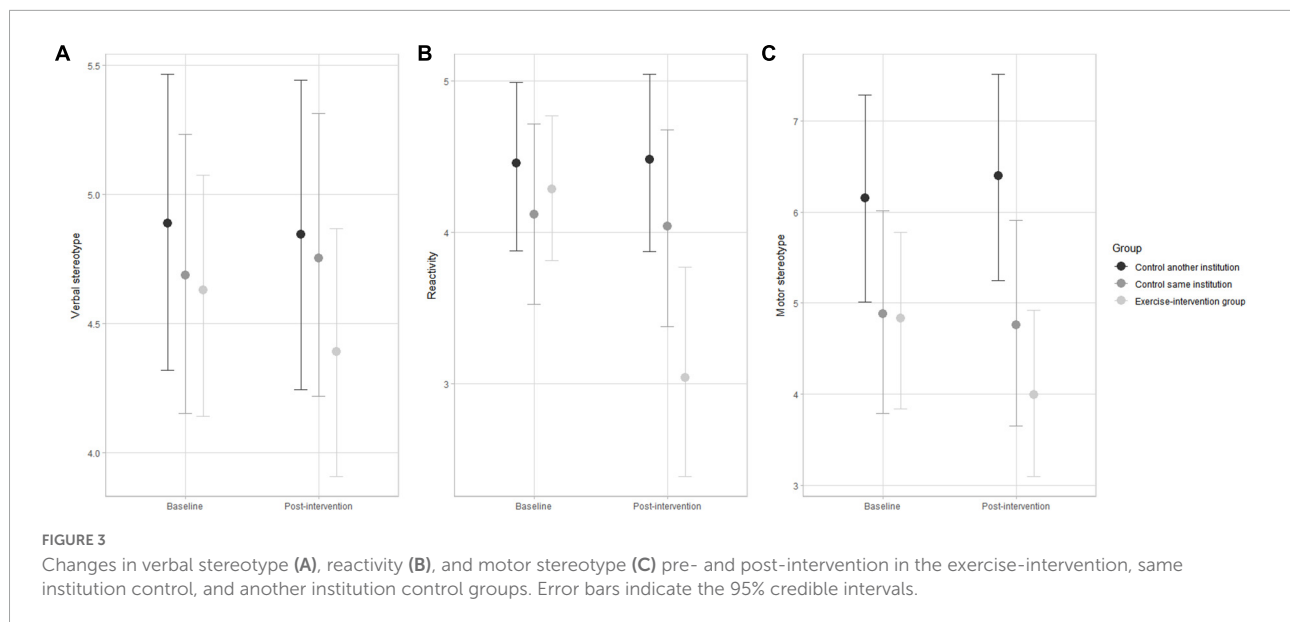 A
Verbal stereotype
5.5
5.0
4.5
4.0
Baseline
Post-intervention
B
Reactivity
5
4
3
Baseline
Post-intervention
C
Motor stereotype
7
6
5
4
3
Baseline
Post-intervention
Group
Control another institution
Control same institution
Exercise-intervention group
FIGURE 3
Changes in verbal stereotype (A), reactivity (B), and motor stereotype (C) pre- and post-intervention in the exercise-intervention, same
institution control, and another institution control groups. Error bars indicate the 95% credible intervals.